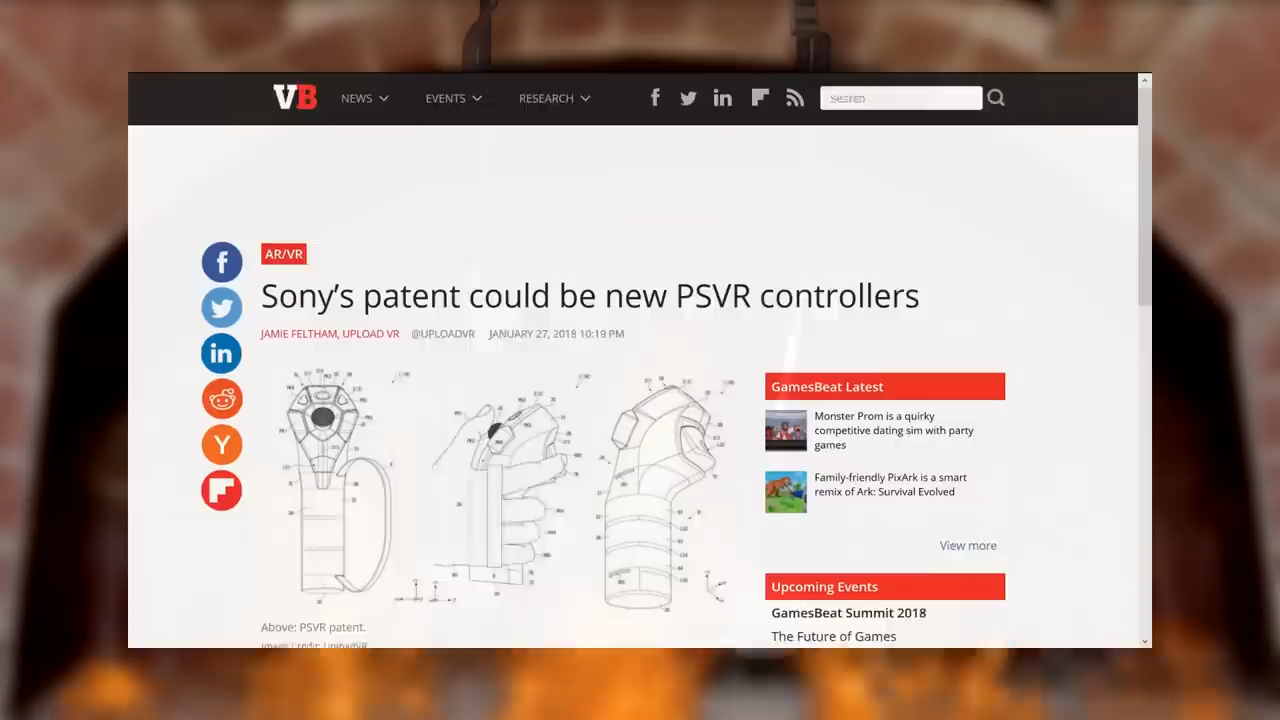 VB
NEWS
EVENTS
RESEARCH
AR/VR
Sony's patent could be new PSVR controllers
JAMIE FELTHAM, UPLOAD VR @UPLOADVR JANUARY 27, 2018 10:19 PM
GamesBeat Latest
Monster Prom is a quirky
competitive dating sim with party
games
Family-friendly PixArk is a smart
remix of Ark: Survival Evolved
View more
Upcoming Events
GamesBeat Summit 2018
The Future of Games
Above: PSVR patent.
Image Credit: UploadVR